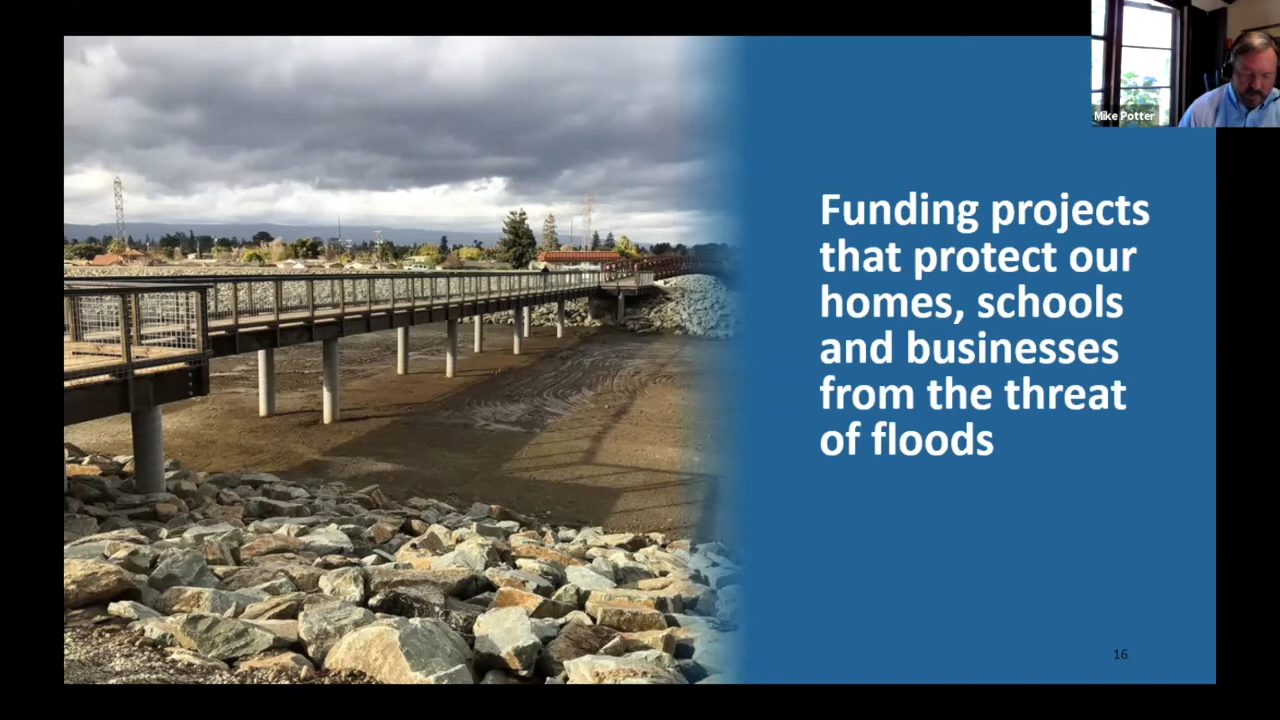 Mike Potter
Funding projects
that protect our
homes, schools
and businesses
from the threat
of floods
16